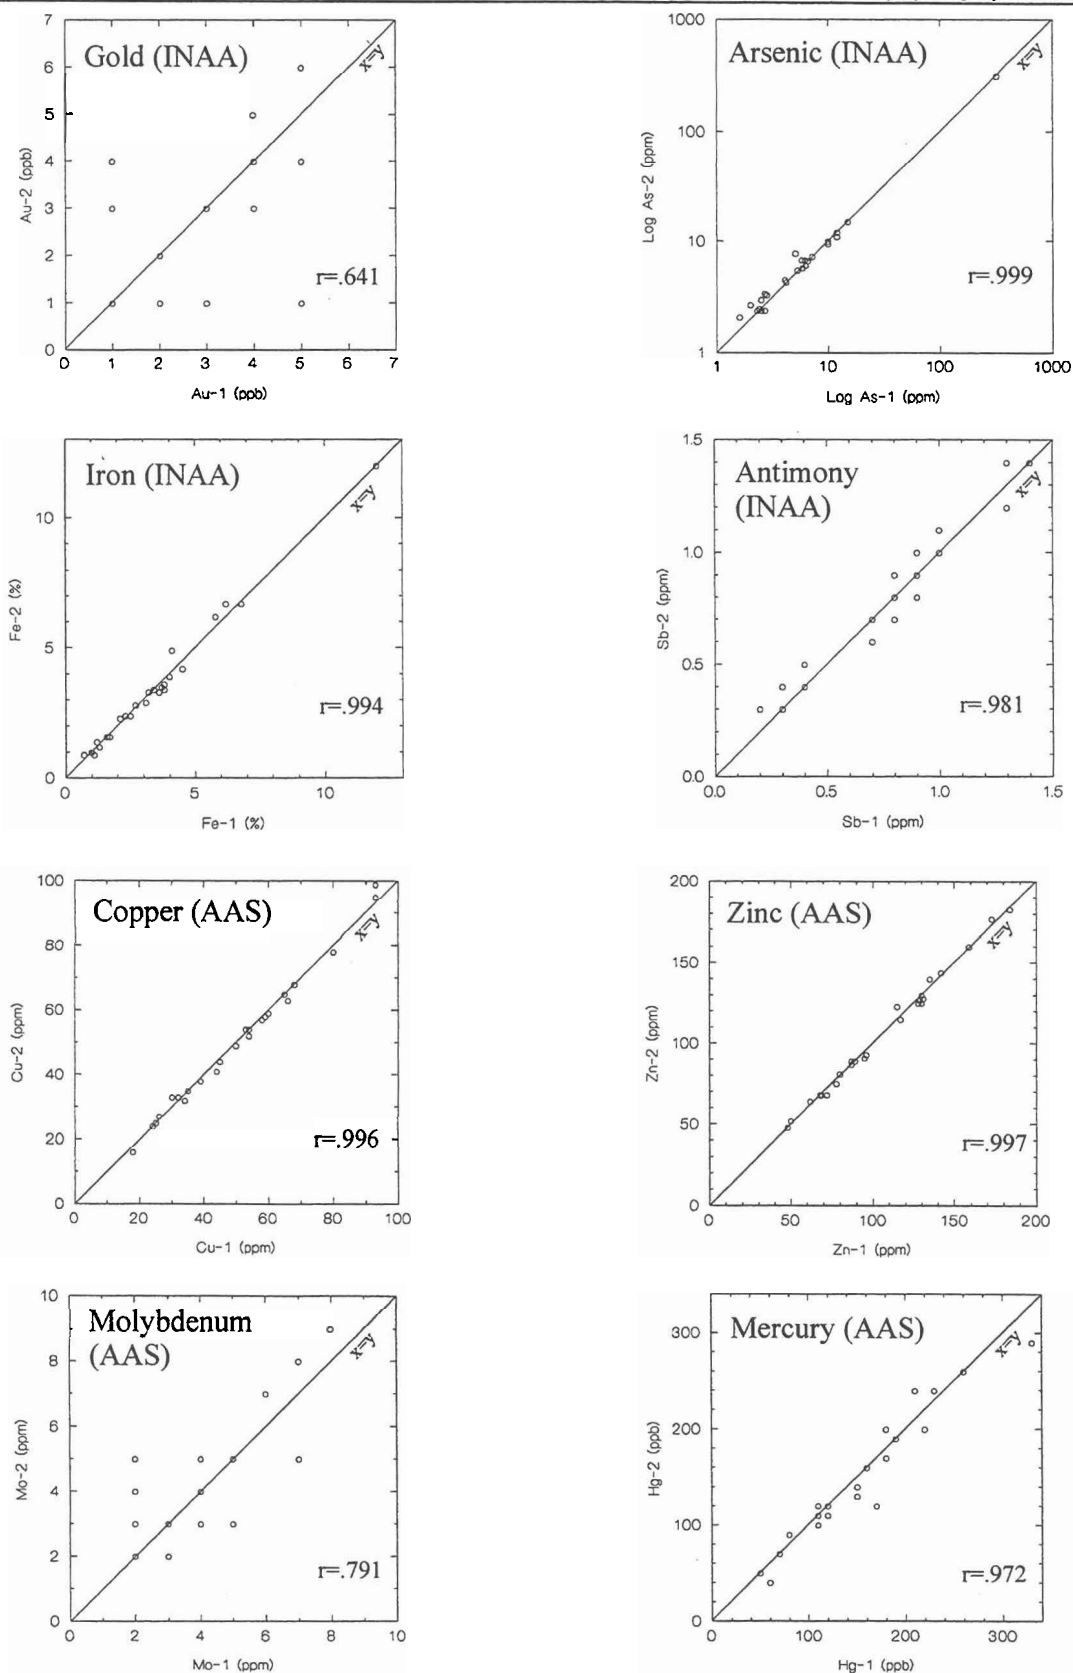 Gold (INAA)
x=y
r=.641
Au-2 (ppb)
7
6
5
4
3
2
1
0
0 1 2 3 4 5 6 7
Au-1 (ppb)
Arsenic (INAA)
x=y
r=.999
Log As-2 (ppm)
1000
100
10
1
1 10 100 1000
Log As-1 (ppm)
Iron (INAA)
x=y
r=.994
Fe-2 (%)
10
5
0
0 5 10
Fe-1 (%)
Antimony
(INAA)
x=y
r=.981
Sb-2 (ppm)
1.5
1.0
0.5
0.0
0.0 0.5 1.0 1.5
Sb-1 (ppm)
Copper (AAS)
x=y
r=.996
Cu-2 (ppm)
100
80
60
40
20
0
0 20 40 60 80 100
Cu-1 (ppm)
Zinc (AAS)
x=y
r=.997
Zn-2 (ppm)
200
150
100
50
0
0 50 100 150 200
Zn-1 (ppm)
Molybdenum
(AAS)
x=y
r=.791
Mo-2 (ppm)
10
8
6
4
2
0
0 2 4 6 8 10
Mo-1 (ppm)
Mercury (AAS)
x=y
r=.972
Hg-2 (ppb)
300
200
100
0
0 100 200 300
Hg-1 (ppb)